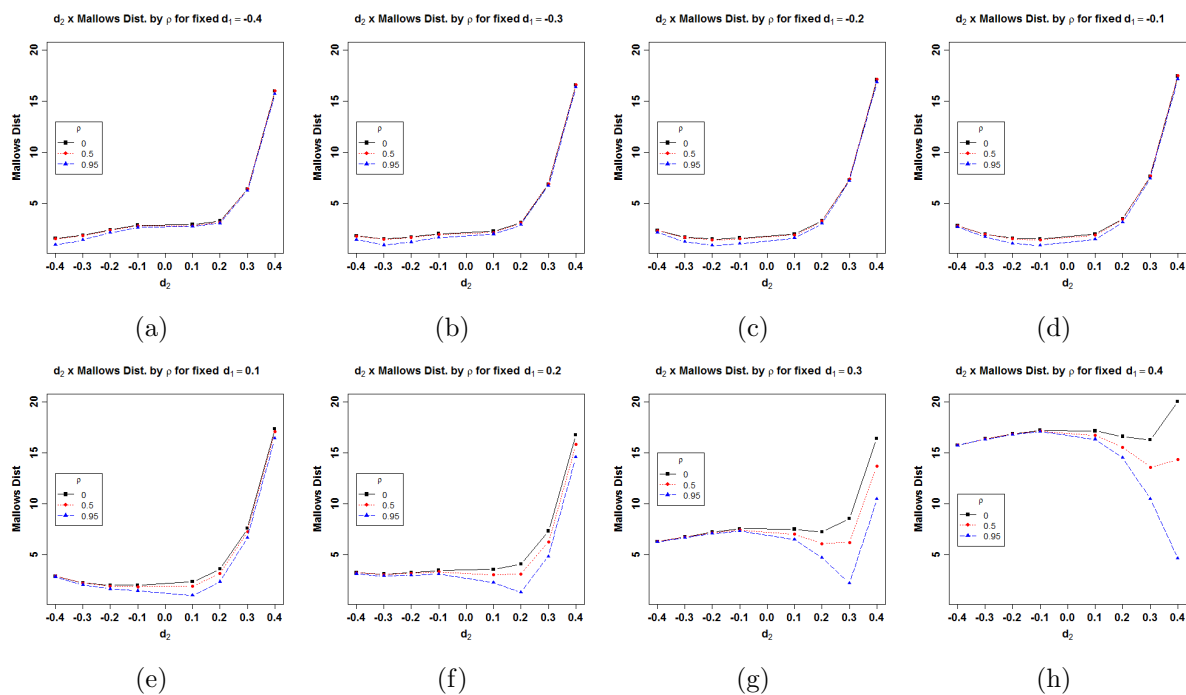 d2 x Mallows Dist. by ρ for fixed d1 = -0.4
Mallows Dist
20
15
10
5
ρ
0
0.5
0.95
-0.4 -0.3 -0.2 -0.1 0.0 0.1 0.2 0.3 0.4
d2
(a)
d2 x Mallows Dist. by ρ for fixed d1 = -0.3
Mallows Dist
20
15
10
5
ρ
0
0.5
0.95
-0.4 -0.3 -0.2 -0.1 0.0 0.1 0.2 0.3 0.4
d2
(b)
d2 x Mallows Dist. by ρ for fixed d1 = -0.2
Mallows Dist
20
15
10
5
ρ
0
0.5
0.95
-0.4 -0.3 -0.2 -0.1 0.0 0.1 0.2 0.3 0.4
d2
(c)
d2 x Mallows Dist. by ρ for fixed d1 = -0.1
Mallows Dist
20
15
10
5
ρ
0
0.5
0.95
-0.4 -0.3 -0.2 -0.1 0.0 0.1 0.2 0.3 0.4
d2
(d)
d2 x Mallows Dist. by ρ for fixed d1 = 0.1
Mallows Dist
20
15
10
5
ρ
0
0.5
0.95
-0.4 -0.3 -0.2 -0.1 0.0 0.1 0.2 0.3 0.4
d2
(e)
d2 x Mallows Dist. by ρ for fixed d1 = 0.2
Mallows Dist
20
15
10
5
ρ
0
0.5
0.95
-0.4 -0.3 -0.2 -0.1 0.0 0.1 0.2 0.3 0.4
d2
(f)
d2 x Mallows Dist. by ρ for fixed d1 = 0.3
Mallows Dist
20
15
10
5
ρ
0
0.5
0.95
-0.4 -0.3 -0.2 -0.1 0.0 0.1 0.2 0.3 0.4
d2
(g)
d2 x Mallows Dist. by ρ for fixed d1 = 0.4
Mallows Dist
20
15
10
5
ρ
0
0.5
0.95
-0.4 -0.3 -0.2 -0.1 0.0 0.1 0.2 0.3 0.4
d2
(h)